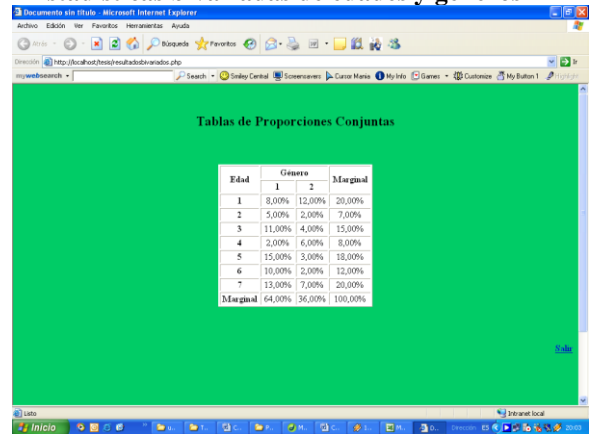 Documento sin título - Microsoft Internet Explorer
Archivo Edición Ver Favoritos Herramientas Ayuda
Atrás Búsqueda Favoritos
Dirección http://localhost/tesis/resultadosbivariados.php Ir
mywebsearch Search Smiley Central Screensavers Cursor Mania My Info Games Customize My Button 1 Highlight
Tablas de Proporciones Conjuntas
Edad Género Marginal
1 2
1 8,00% 12,00% 20,00%
2 5,00% 2,00% 7,00%
3 11,00% 4,00% 15,00%
4 2,00% 6,00% 8,00%
5 15,00% 3,00% 18,00%
6 10,00% 2,00% 12,00%
7 13,00% 7,00% 20,00%
Marginal 64,00% 36,00% 100,00%
Salir
Listo Intranet local
Inicio Dirección ES 20:03